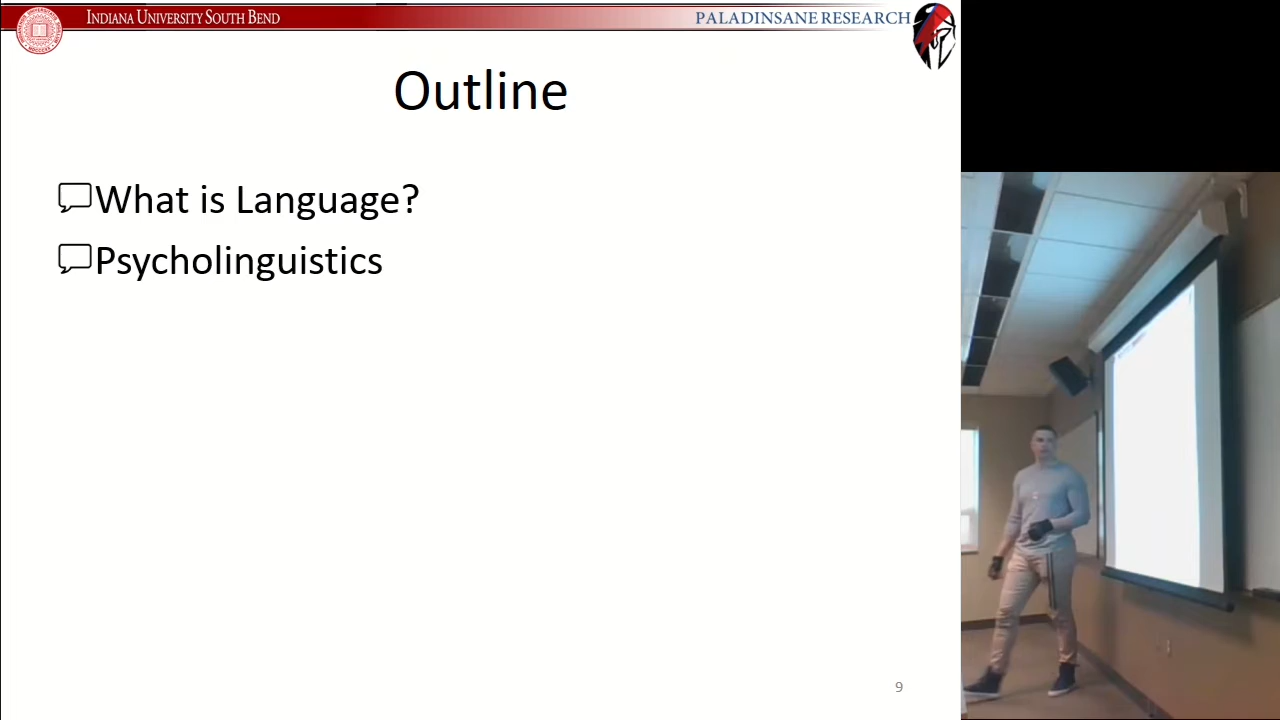 INDIANA UNIVERSITY SOUTH BEND
PALADINSANE RESEARCH
Outline
What is Language?
Psycholinguistics
9